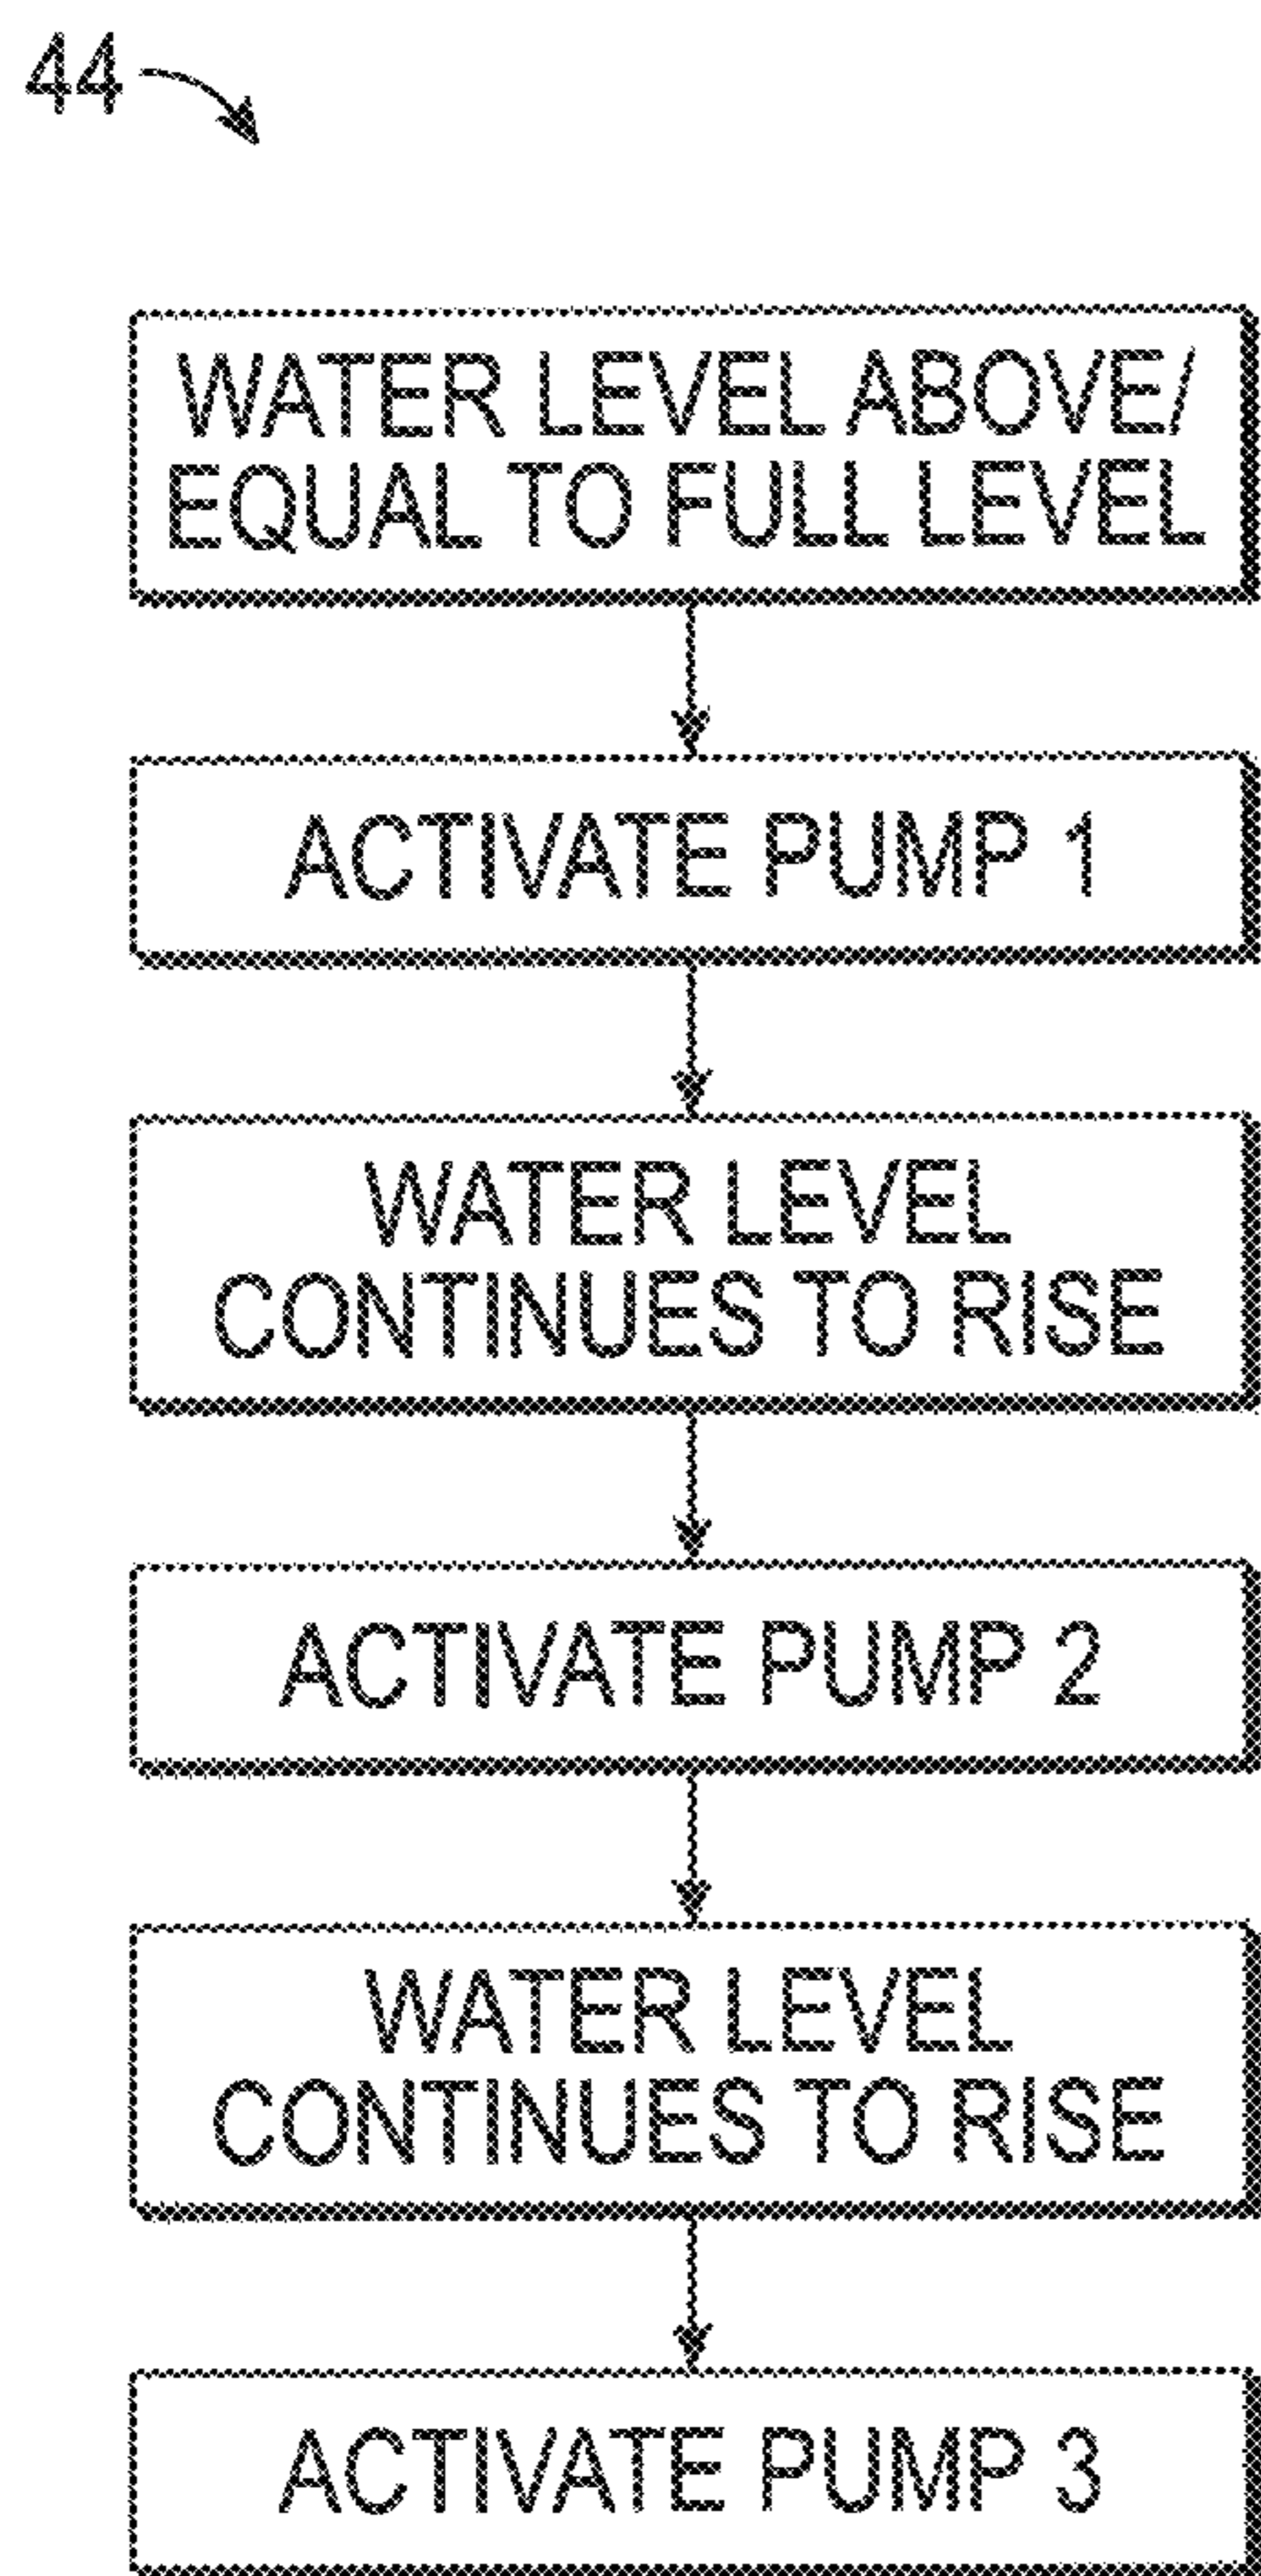 44
WATER LEVEL ABOVE/
EQUAL TO FULL LEVEL
ACTIVATE PUMP 1
WATER LEVEL
CONTINUES TO RISE
ACTIVATE PUMP 2
WATER LEVEL
CONTINUES TO RISE
ACTIVATE PUMP 3